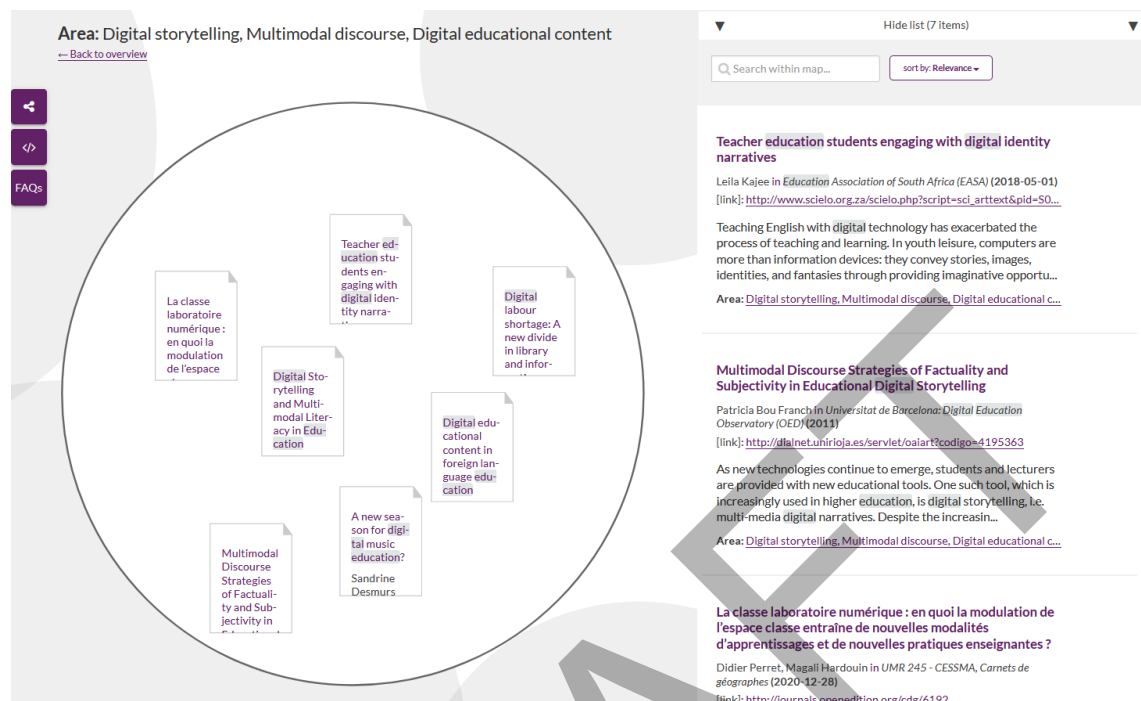 Area: Digital storytelling, Multimodal discourse, Digital educational content
← Back to overview
</>
FAQs
Teacher ed-
ucation stu-
dents en-
gaging with
digital iden-
tity narra-
La classe
laboratoire
numérique :
en quoi la
modulation
de l'espace
Digital
labour
shortage: A
new divide
in library
and infor-
Digital Sto-
rytelling
and Multi-
modal Liter-
acy in Edu-
cation
Digital edu-
cational
content in
foreign lan-
guage edu-
cation
A new sea-
son for digi-
tal music
education?
Sandrine
Desmurs
Multimodal
Discourse
Strategies
of Factuali-
ty and Sub-
jectivity in
Hide list (7 items)
Search within map...
sort by: Relevance
Teacher education students engaging with digital identity
narratives
Leila Kajee in Education Association of South Africa (EASA) (2018-05-01)
[link]: http://www.scielo.org.za/scielo.php?script=sci_arttext&pid=S0...
Teaching English with digital technology has exacerbated the
process of teaching and learning. In youth leisure, computers are
more than information devices: they convey stories, images,
identities, and fantasies through providing imaginative opportu...
Area: Digital storytelling, Multimodal discourse, Digital educational c...
Multimodal Discourse Strategies of Factuality and
Subjectivity in Educational Digital Storytelling
Patricia Bou Franch in Universitat de Barcelona: Digital Education
Observatory (OED) (2011)
[link]: http://dialnet.unirioja.es/servlet/oaiart?codigo=4195363
As new technologies continue to emerge, students and lecturers
are provided with new educational tools. One such tool, which is
increasingly used in higher education, is digital storytelling, i.e.
multi-media digital narratives. Despite the increasin...
Area: Digital storytelling, Multimodal discourse, Digital educational c...
La classe laboratoire numérique : en quoi la modulation de
l'espace classe entraîne de nouvelles modalités
d'apprentissages et de nouvelles pratiques enseignantes ?
Didier Perret, Magali Hardouin in UMR 245 - CESSMA, Carnets de
géographes (2020-12-28)
[link]: http://journals.openedition.org/cdg/6192